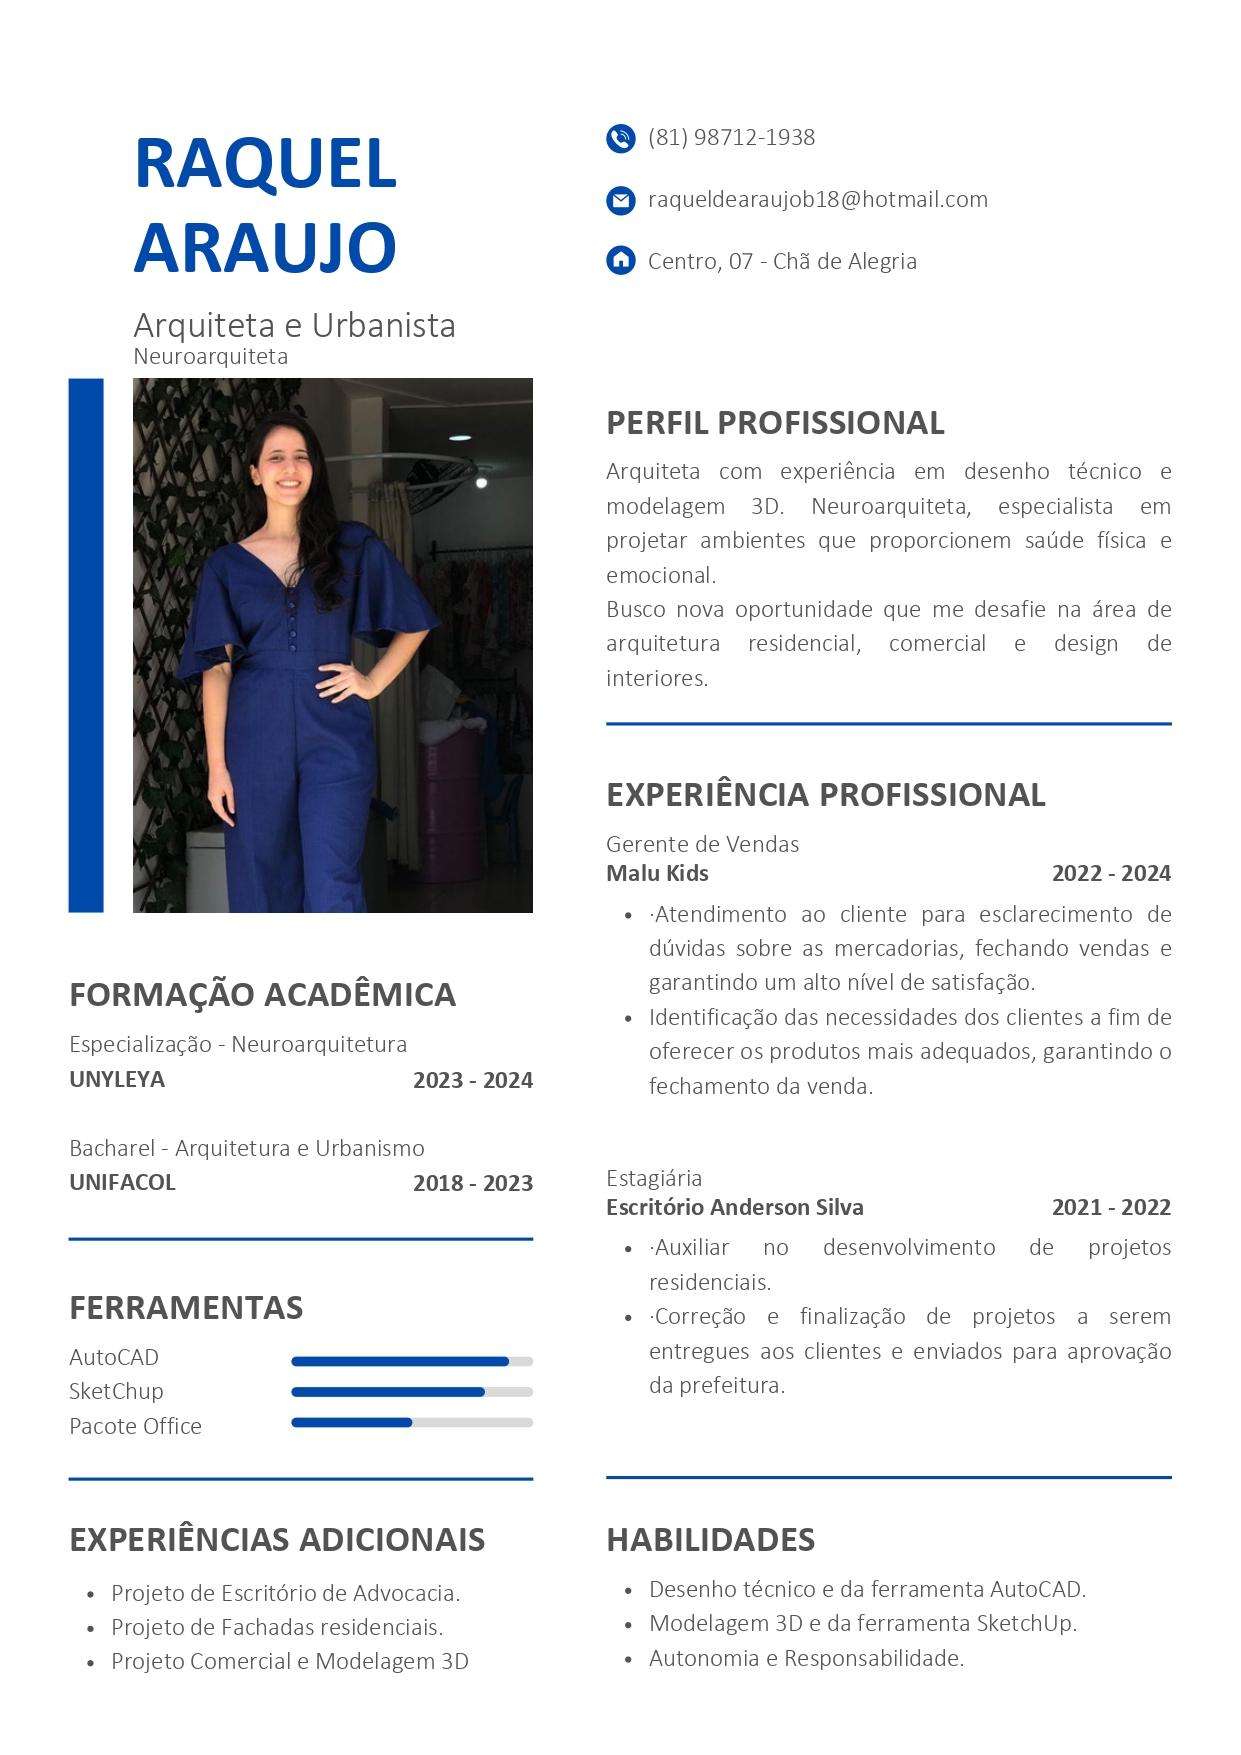 RAQUEL
ARAUJO
Arquiteta e Urbanista
Neuroarquiteta
(81) 98712-1938
raqueldearaujob18@hotmail.com
Centro, 07 - Chã de Alegria
FORMAÇÃO ACADÊMICA
Especialização - Neuroarquitetura
UNYLEYA 2023 - 2024
Bacharel - Arquitetura e Urbanismo
UNIFACOL 2018 - 2023
FERRAMENTAS
AutoCAD
SketChup
Pacote Office
EXPERIÊNCIAS ADICIONAIS
• Projeto de Escritório de Advocacia.
• Projeto de Fachadas residenciais.
• Projeto Comercial e Modelagem 3D
PERFIL PROFISSIONAL
Arquiteta com experiência em desenho técnico e
modelagem 3D. Neuroarquiteta, especialista em
projetar ambientes que proporcionem saúde física e
emocional.
Busco nova oportunidade que me desafie na área de
arquitetura residencial, comercial e design de
interiores.
EXPERIÊNCIA PROFISSIONAL
Gerente de Vendas
Malu Kids 2022 - 2024
• ·Atendimento ao cliente para esclarecimento de
dúvidas sobre as mercadorias, fechando vendas e
garantindo um alto nível de satisfação.
• Identificação das necessidades dos clientes a fim de
oferecer os produtos mais adequados, garantindo o
fechamento da venda.
Estagiária
Escritório Anderson Silva 2021 - 2022
• ·Auxiliar no desenvolvimento de projetos
residenciais.
• ·Correção e finalização de projetos a serem
entregues aos clientes e enviados para aprovação
da prefeitura.
HABILIDADES
• Desenho técnico e da ferramenta AutoCAD.
• Modelagem 3D e da ferramenta SketchUp.
• Autonomia e Responsabilidade.